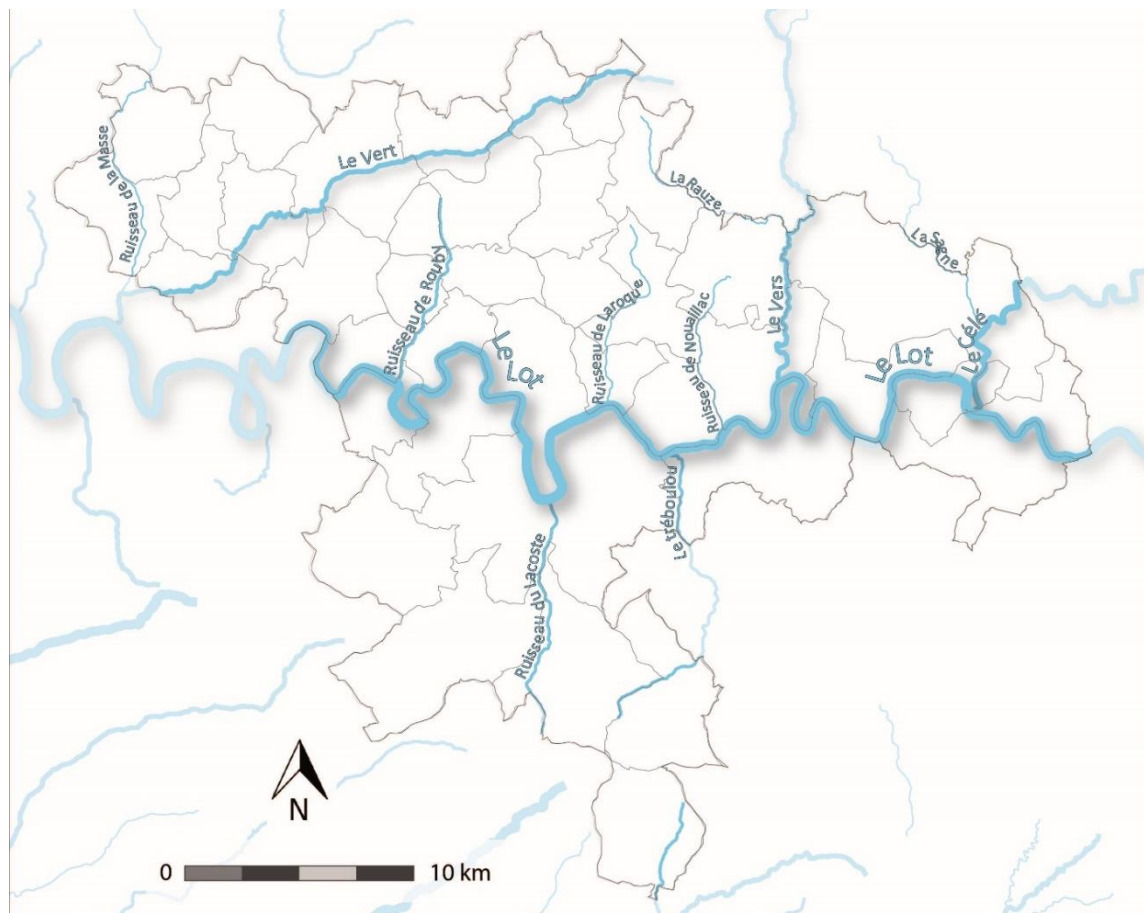 Ruisseau de la Masse
Le Vert
La Rauze
La Sagne
Ruisseau de Rouby
Ruisseau de Laroque
Ruisseau de Nouaillac
Le Vers
Le Lot
Le Lot
Le Célé
Ruisseau du Lacoste
Le tréboulou
N
0 10 km